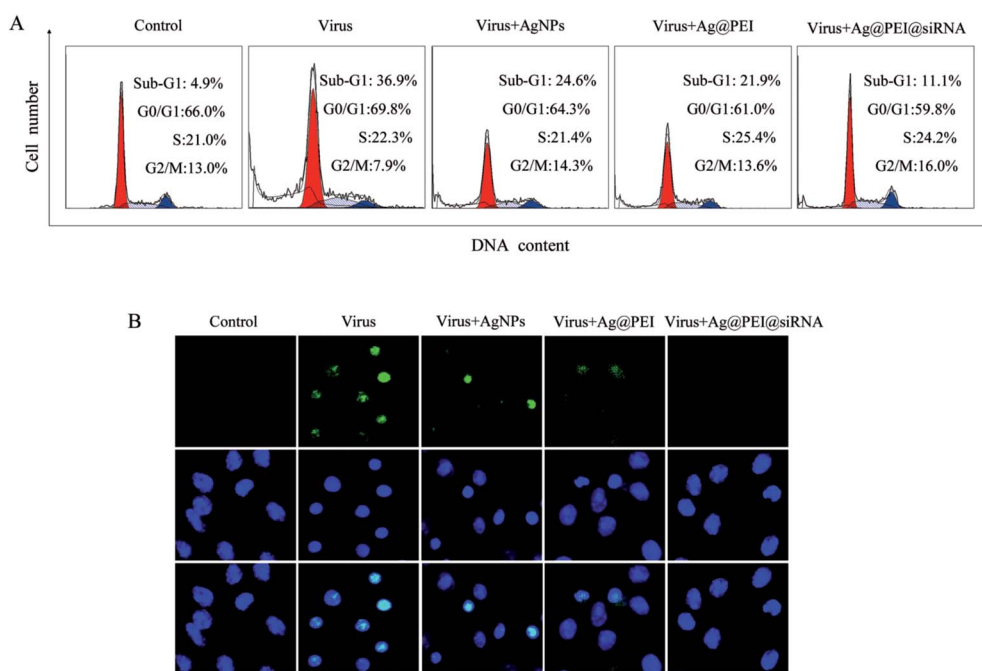 A
Control
Virus
Virus+AgNPs
Virus+Ag@PEI
Virus+Ag@PEI@siRNA
Cell number
Sub-G1: 4.9%
G0/G1:66.0%
S:21.0%
G2/M:13.0%
Sub-G1: 36.9%
G0/G1:69.8%
S:22.3%
G2/M:7.9%
Sub-G1: 24.6%
G0/G1:64.3%
S:21.4%
G2/M:14.3%
Sub-G1: 21.9%
G0/G1:61.0%
S:25.4%
G2/M:13.6%
Sub-G1: 11.1%
G0/G1:59.8%
S:24.2%
G2/M:16.0%
DNA content
B
Control
Virus
Virus+AgNPs
Virus+Ag@PEI
Virus+Ag@PEI@siRNA